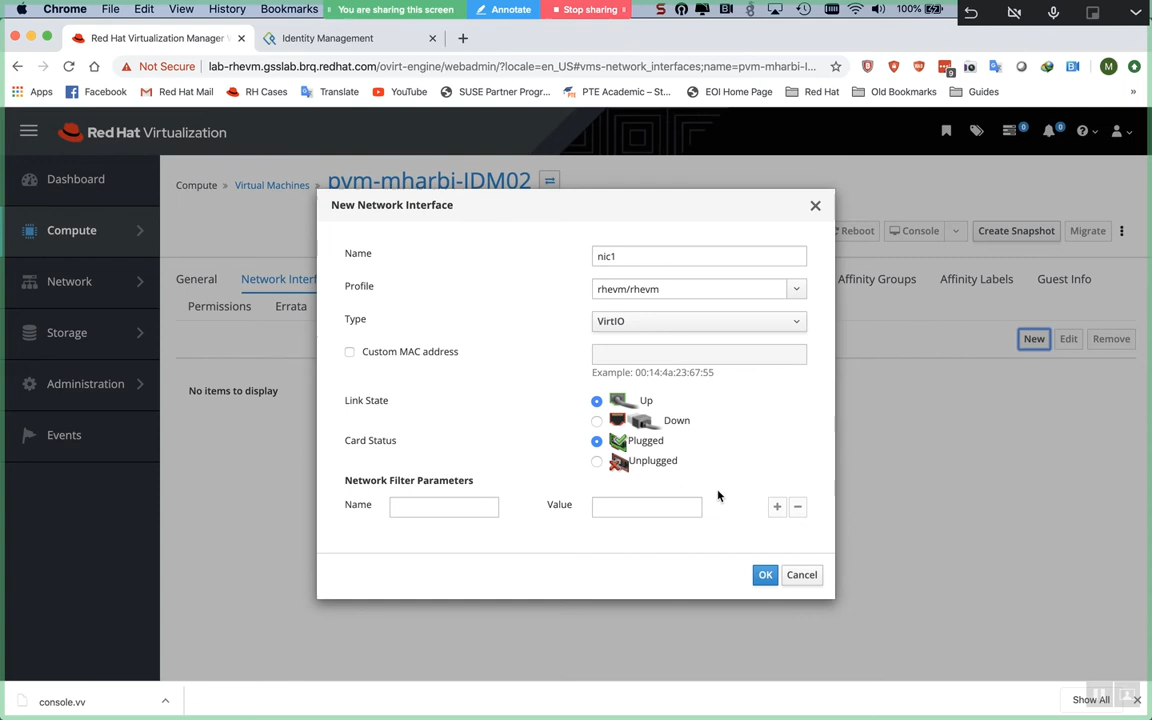 Chrome File Edit View History Bookmarks You are sharing this screen Annotate Stop sharing 100%
Red Hat Virtualization Manager Identity Management
Not Secure lab-rhevm.gsslab.brq.redhat.com/ovirt-engine/webadmin/?locale=en_US#vms-network_interfaces;name=pvm-mharbi-I... M
9
Apps Facebook Red Hat Mail RH Cases Translate YouTube SUSE Partner Progr... PTE Academic – St... EOI Home Page Red Hat Old Bookmarks Guides »
Red Hat Virtualization 0 0
Dashboard
Compute
Network
Storage
Administration
Events
Compute » Virtual Machines » pvm-mharbi-IDM02
Reboot Console Create Snapshot Migrate
General Network Interf Affinity Groups Affinity Labels Guest Info
Permissions Errata
New Edit Remove
No items to display
New Network Interface
Name nic1
Profile rhevm/rhevm
Type VirtIO
Custom MAC address
Example: 00:14:4a:23:67:55
Link State Up
Down
Card Status Plugged
Unplugged
Network Filter Parameters
Name Value + −
OK Cancel
console.vv Show All